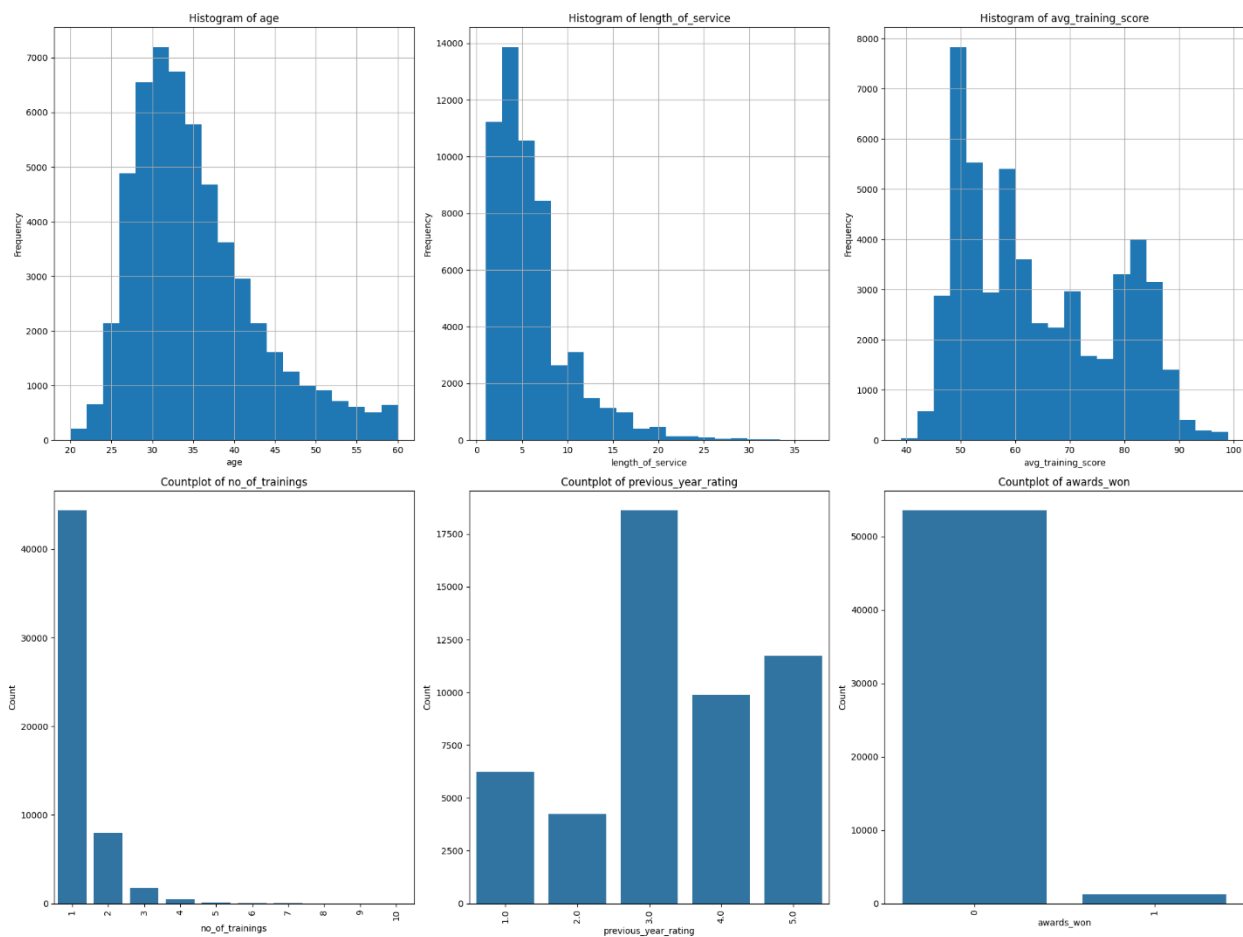 Histogram of age
Frequency
7000
6000
5000
4000
3000
2000
1000
0
20 25 30 35 40 45 50 55 60
age
Histogram of length_of_service
Frequency
14000
12000
10000
8000
6000
4000
2000
0
0 5 10 15 20 25 30 35
length_of_service
Histogram of avg_training_score
Frequency
8000
7000
6000
5000
4000
3000
2000
1000
0
40 50 60 70 80 90 100
avg_training_score
Countplot of no_of_trainings
Count
40000
30000
20000
10000
0
1 2 3 4 5 6 7 8 9 10
no_of_trainings
Countplot of previous_year_rating
Count
17500
15000
12500
10000
7500
5000
2500
0
1.0 2.0 3.0 4.0 5.0
previous_year_rating
Countplot of awards_won
Count
50000
40000
30000
20000
10000
0
0 1
awards_won